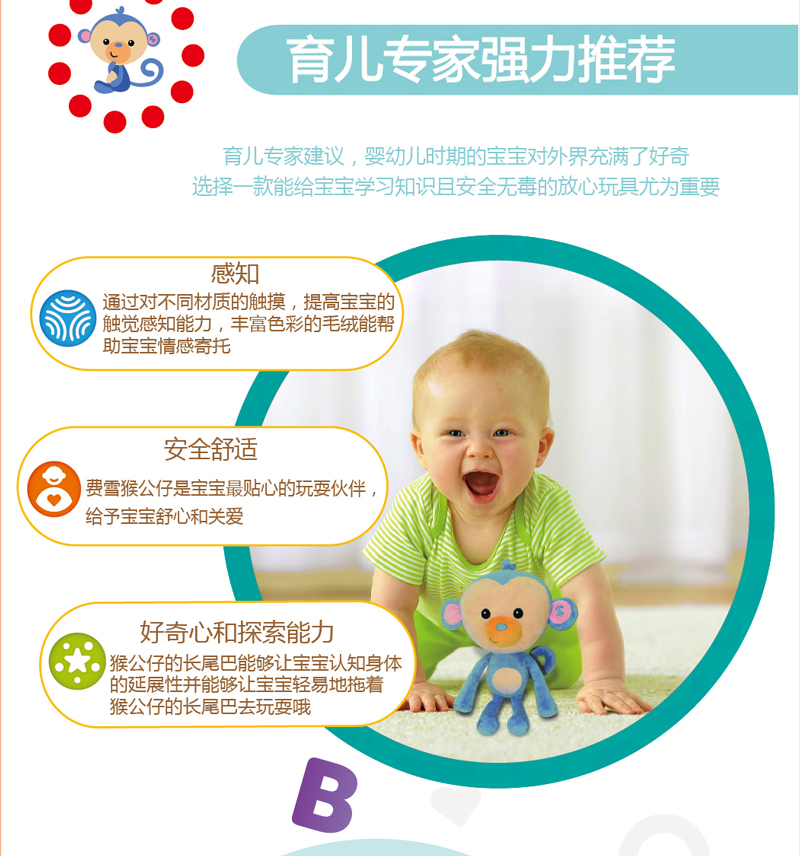 育儿专家强力推荐
育儿专家建议，婴幼儿时期的宝宝对外界充满了好奇
选择一款能给宝宝学习知识且安全无毒的放心玩具尤为重要
感知
通过对不同材质的触摸，提高宝宝的
触觉感知能力，丰富色彩的毛绒能帮
助宝宝情感寄托
安全舒适
费雪猴公仔是宝宝最贴心的玩耍伙伴，
给予宝宝舒心和关爱
好奇心和探索能力
猴公仔的长尾巴能够让宝宝认知身体
的延展性并能够让宝宝轻易地拖着
猴公仔的长尾巴去玩耍哦
B